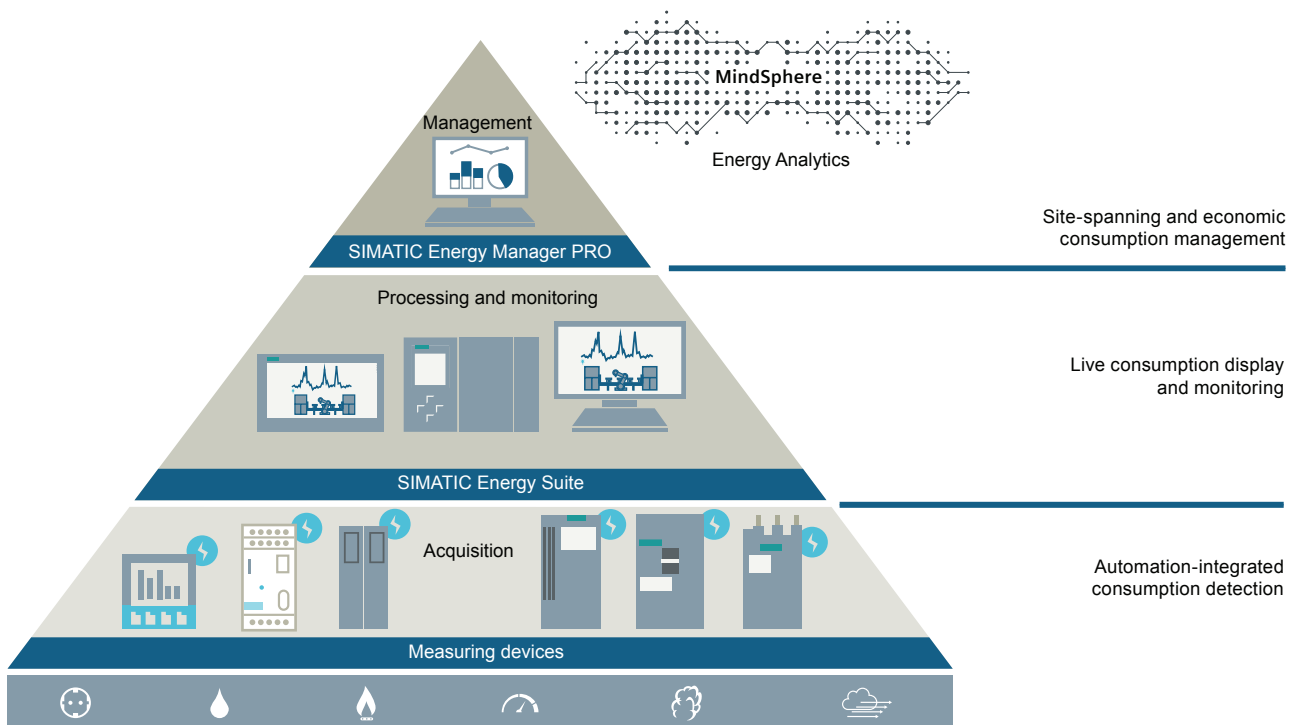 MindSphere
Energy Analytics
Management
SIMATIC Energy Manager PRO
Site-spanning and economic
consumption management
Processing and monitoring
SIMATIC Energy Suite
Live consumption display
and monitoring
Acquisition
Measuring devices
Automation-integrated
consumption detection